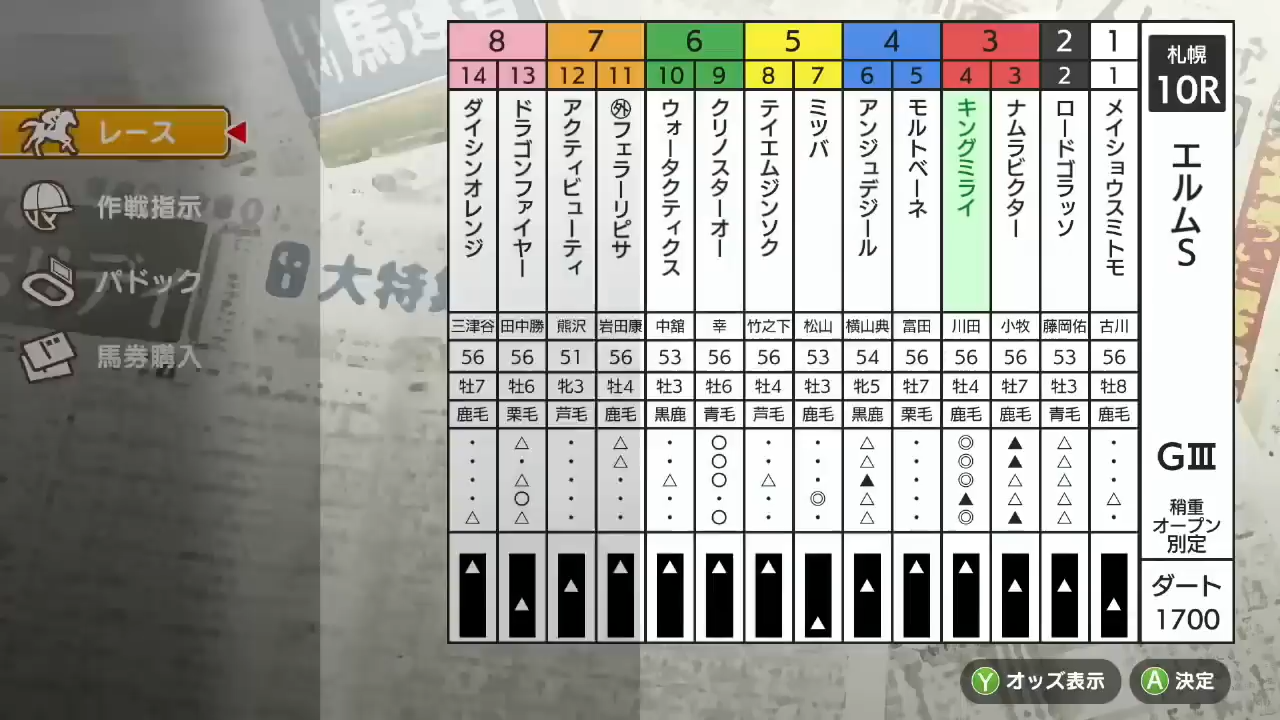 レース
作戦指示
パドック
馬券購入
大特
8 7 6 5 4 3 2 1
14 13 12 11 10 9 8 7 6 5 4 3 2 1
ダイシンオレンジ
ドラゴンファイヤー
アクティビューティ
外フェラーリピサ
ウォータクティクス
クリノスターオー
テイエムジンソク
ミツバ
アンジュデジール
モルトベーネ
キングミライ
ナムラビクター
ロードゴラッソ
メイショウスミトモ
三津谷 田中勝 熊沢 岩田康 中舘 幸 竹之下 松山 横山典 富田 川田 小牧 藤岡佑 古川
56 56 51 56 53 56 56 53 54 56 56 56 53 56
牡7 牡6 牝3 牡4 牡3 牡6 牡4 牡3 牝5 牡7 牡4 牡7 牡3 牡8
鹿毛 栗毛 芦毛 鹿毛 黒鹿 青毛 芦毛 鹿毛 黒鹿 栗毛 鹿毛 鹿毛 青毛 鹿毛
・ △ ・ △ ・ ○ ・ ・ △ ・ ◎ ▲ △ ・
・ ・ ・ △ ・ ○ ・ ・ △ ・ ◎ ▲ △ ・
・ △ ・ ・ △ ○ △ ・ ▲ ・ ◎ △ △ ・
・ ○ ・ ・ ・ ・ ・ ◎ △ ・ ▲ △ △ △
△ △ ・ ・ ・ ○ ・ ・ △ ・ ◎ ▲ △ ・
札幌
10R
エルムS
GⅢ
稍重
オープン
別定
ダート
1700
Y オッズ表示
A 決定